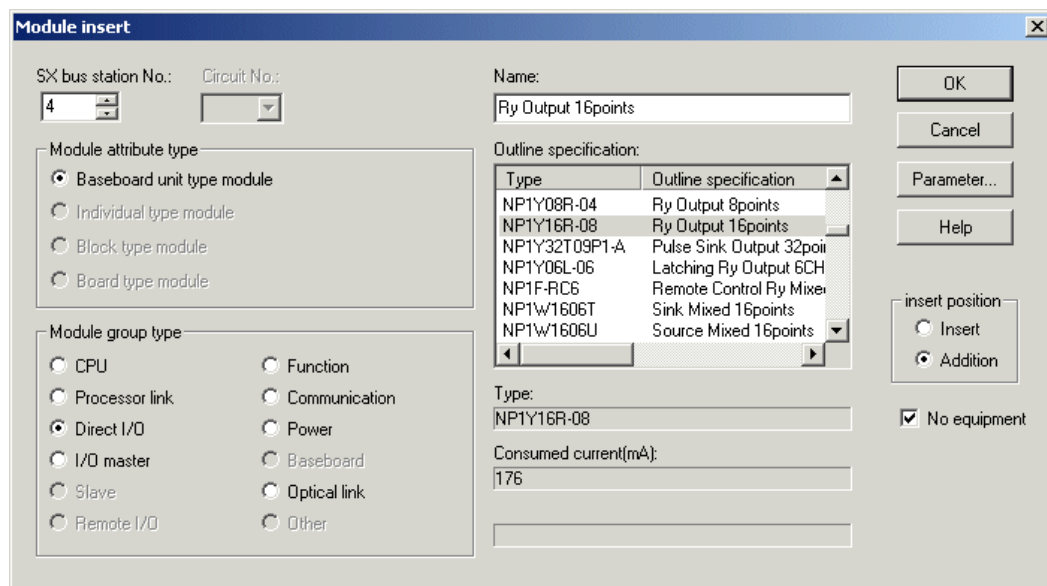 Module insert
SX bus station No.:
4
Circuit No.:
Module attribute type
Baseboard unit type module
Individual type module
Block type module
Board type module
Module group type
CPU
Processor link
Direct I/O
I/O master
Slave
Remote I/O
Function
Communication
Power
Baseboard
Optical link
Other
Name:
Ry Output 16points
Outline specification:
Type Outline specification
NP1Y08R-04 Ry Output 8points
NP1Y16R-08 Ry Output 16points
NP1Y32T09P1-A Pulse Sink Output 32poi
NP1Y06L-06 Latching Ry Output 6CH
NP1F-RC6 Remote Control Ry Mixe
NP1W1606T Sink Mixed 16points
NP1W1606U Source Mixed 16points
Type:
NP1Y16R-08
Consumed current(mA):
176
OK
Cancel
Parameter...
Help
insert position
Insert
Addition
No equipment